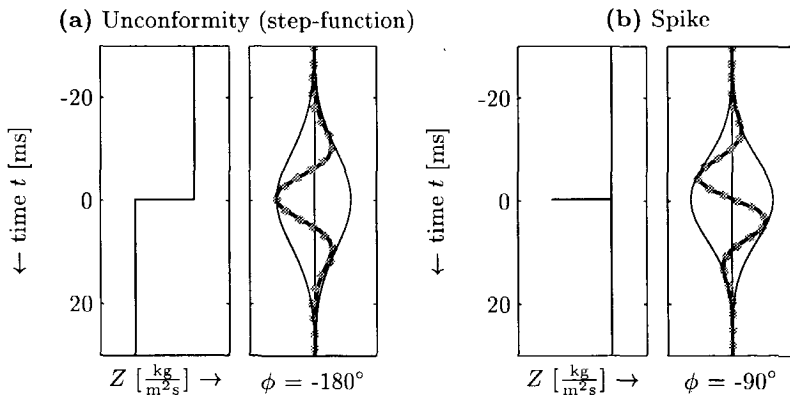 (a) Unconformity (step-function)
(b) Spike
-20
0
20
← time t [ms]
Z [kg/m²s] →
ϕ = -180°
-20
0
20
← time t [ms]
Z [kg/m²s] →
ϕ = -90°